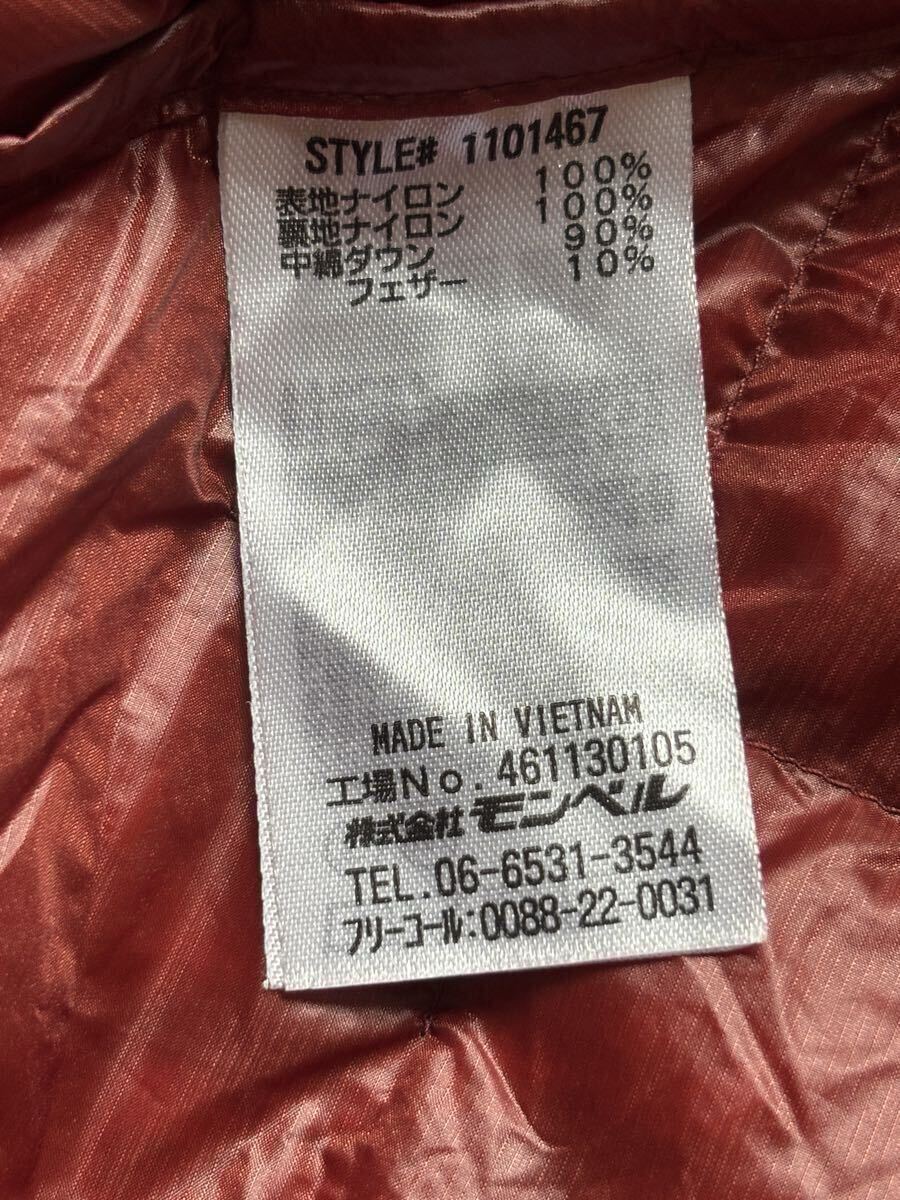 STYLE# 1101467
表地ナイロン 100%
裏地ナイロン 100%
中綿ダウン 90%
フェザー 10%
MADE IN VIETNAM
工場No. 461130105
株式会社 モンベル
TEL. 06-6531-3544
フリーコール:0088-22-0031